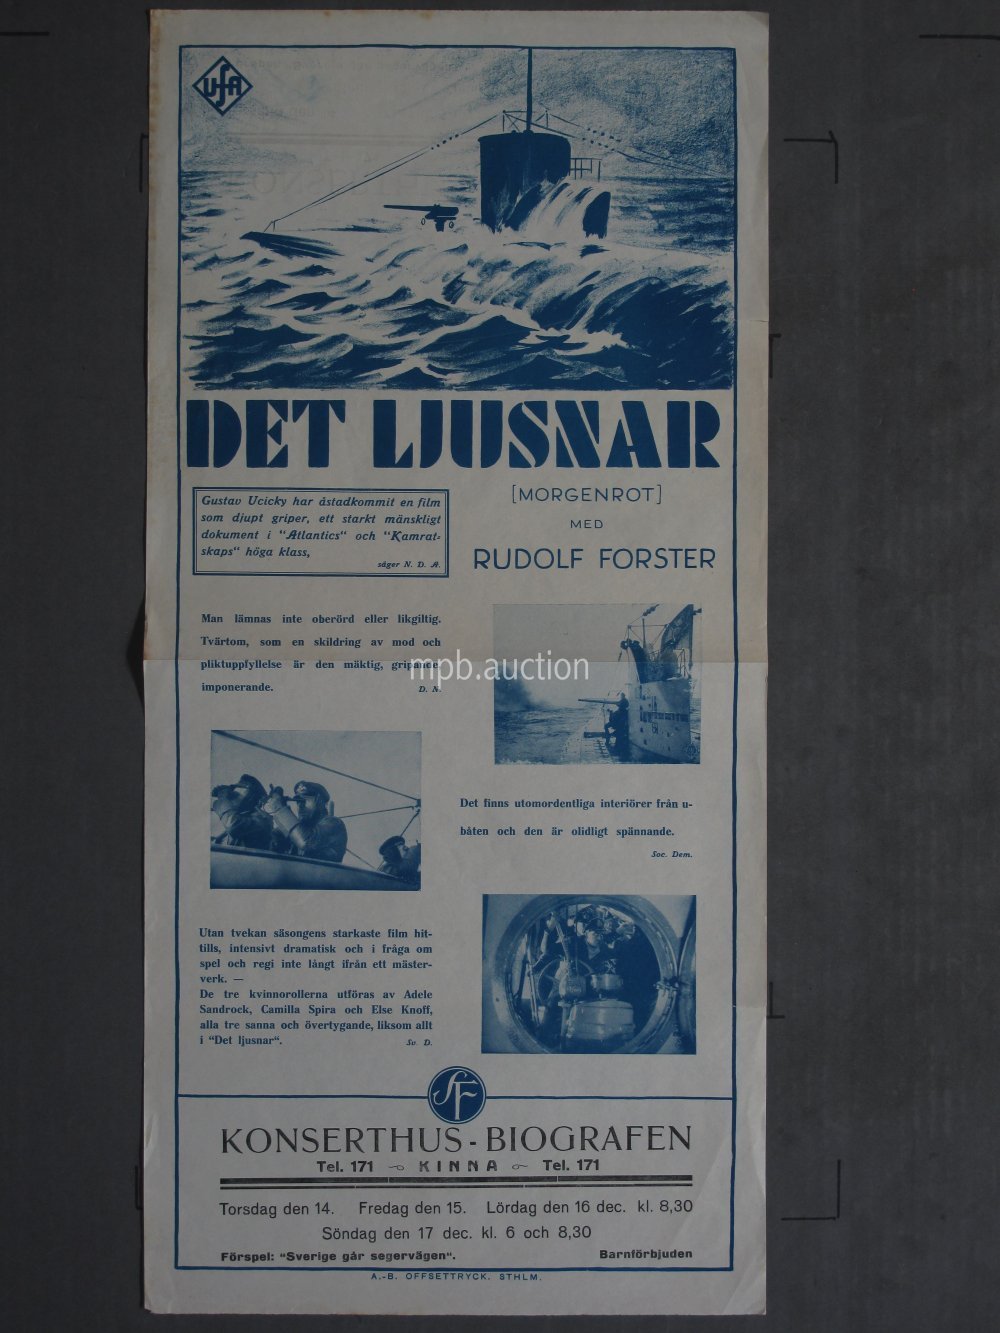 UFA
DET LJUSNAR
Gustav Ucicky har åstadkommit en film
som djupt griper, ett starkt mänskligt
dokument i "Atlantics" och "Kamrat-
skaps" höga klass,
säger N. D. A.
[MORGENROT]
MED
RUDOLF FORSTER
Man lämnas inte oberörd eller likgiltig.
Tvärtom, som en skildring av mod och
pliktuppfyllelse är den mäktig, gripande,
imponerande.
D. N.
mpb.auction
Det finns utomordentliga interiörer från u-
båten och den är olidligt spännande.
Soc. Dem.
Utan tvekan säsongens starkaste film hit-
tills, intensivt dramatisk och i fråga om
spel och regi inte långt ifrån ett mäster-
verk. —
De tre kvinnorollerna utföras av Adele
Sandrock, Camilla Spira och Else Knoff,
alla tre sanna och övertygande, liksom allt
i "Det ljusnar".
Sv. D.
SF
KONSERTHUS-BIOGRAFEN
Tel. 171 KINNA Tel. 171
Torsdag den 14. Fredag den 15. Lördag den 16 dec. kl. 8,30
Söndag den 17 dec. kl. 6 och 8,30
Förspel: "Sverige går segervägen".
Barnförbjuden
A.-B. OFFSETTRYCK. STHLM.